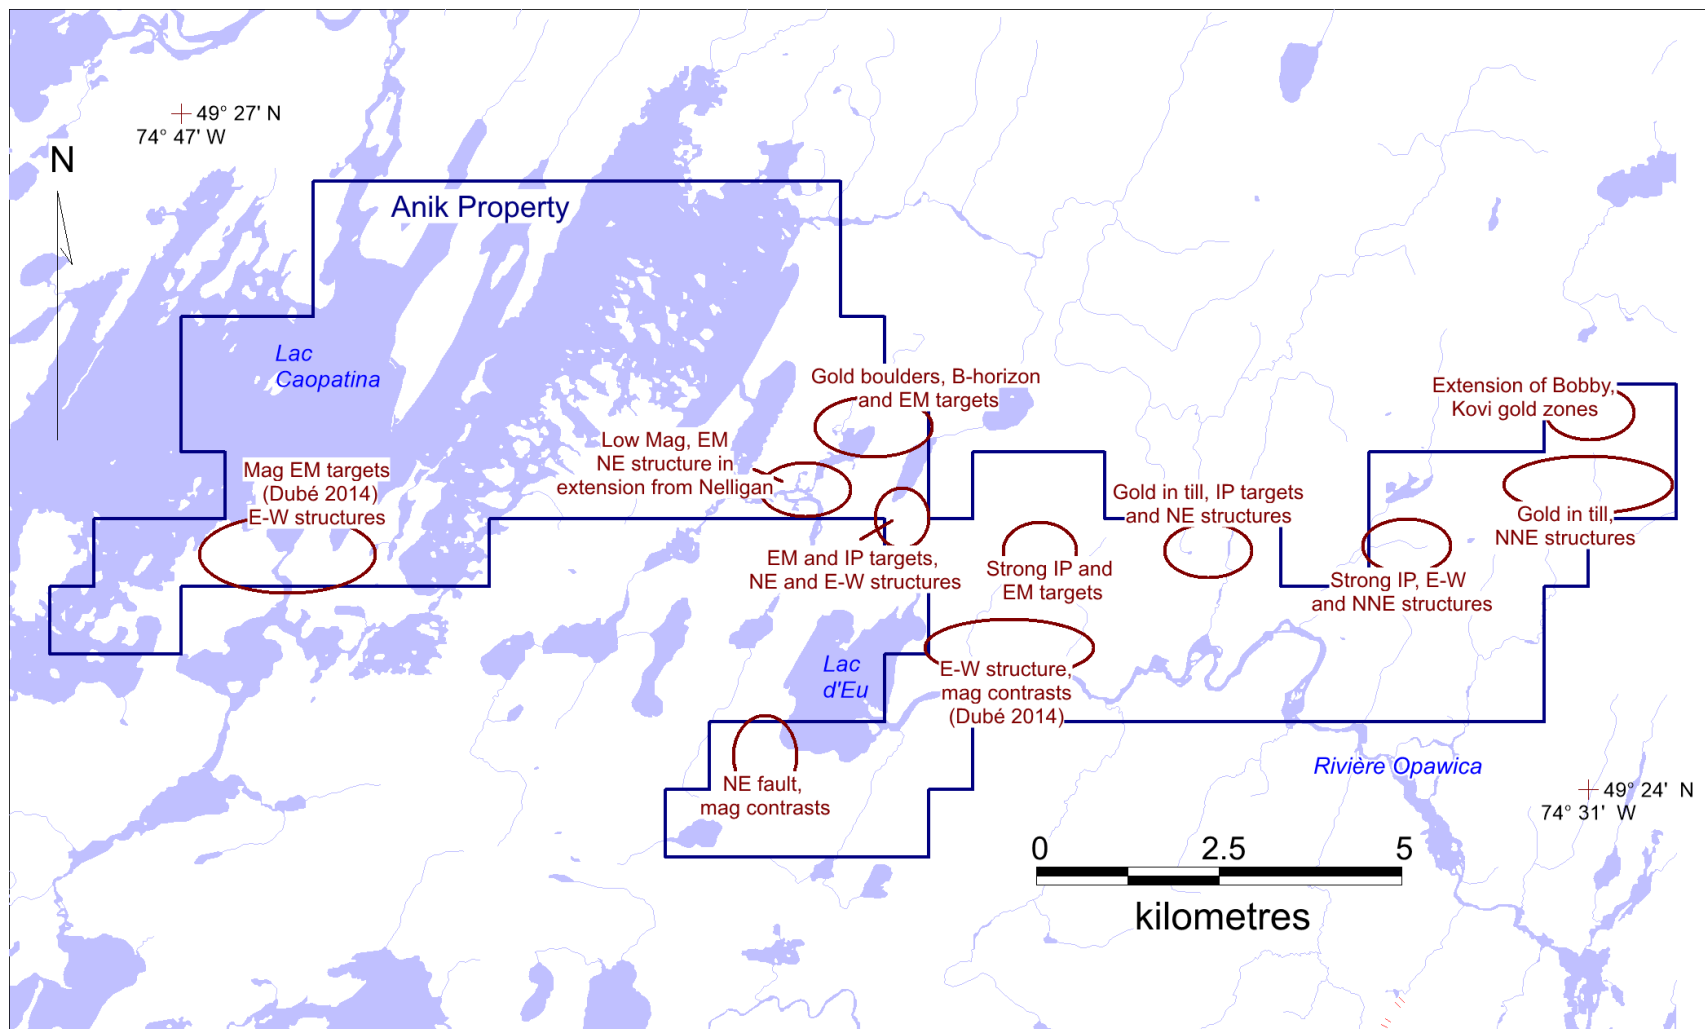 49° 27' N
74° 47' W
N
Anik Property
Lac
Caopatina
Gold boulders, B-horizon
and EM targets
Extension of Bobby,
Kovi gold zones
Low Mag, EM
NE structure in
extension from Nelligan
Mag EM targets
(Dubé 2014)
E-W structures
Gold in till, IP targets
and NE structures
Gold in till,
NNE structures
EM and IP targets,
NE and E-W structures
Strong IP and
EM targets
Strong IP, E-W
and NNE structures
Lac
d'Eu
E-W structure,
mag contrasts
(Dubé 2014)
NE fault,
mag contrasts
Rivière Opawica
49° 24' N
74° 31' W
0 2.5 5
kilometres